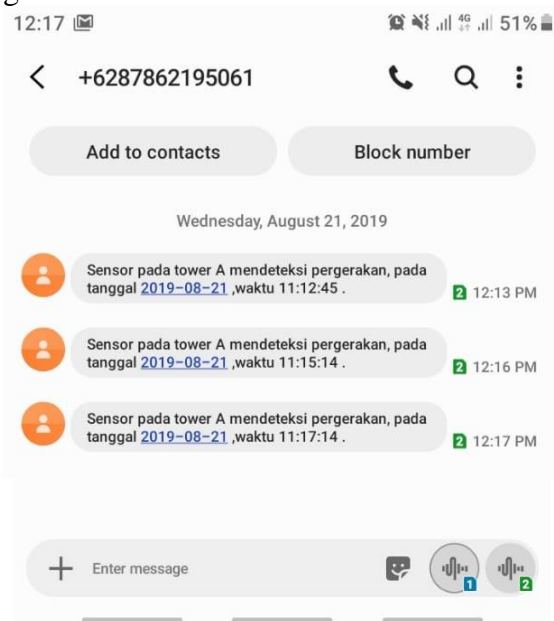 12:17 4G 51%
+6287862195061
Add to contacts Block number
Wednesday, August 21, 2019
Sensor pada tower A mendeteksi pergerakan, pada
tanggal 2019-08-21 ,waktu 11:12:45 .
2 12:13 PM
Sensor pada tower A mendeteksi pergerakan, pada
tanggal 2019-08-21 ,waktu 11:15:14 .
2 12:16 PM
Sensor pada tower A mendeteksi pergerakan, pada
tanggal 2019-08-21 ,waktu 11:17:14 .
2 12:17 PM
Enter message
1 2